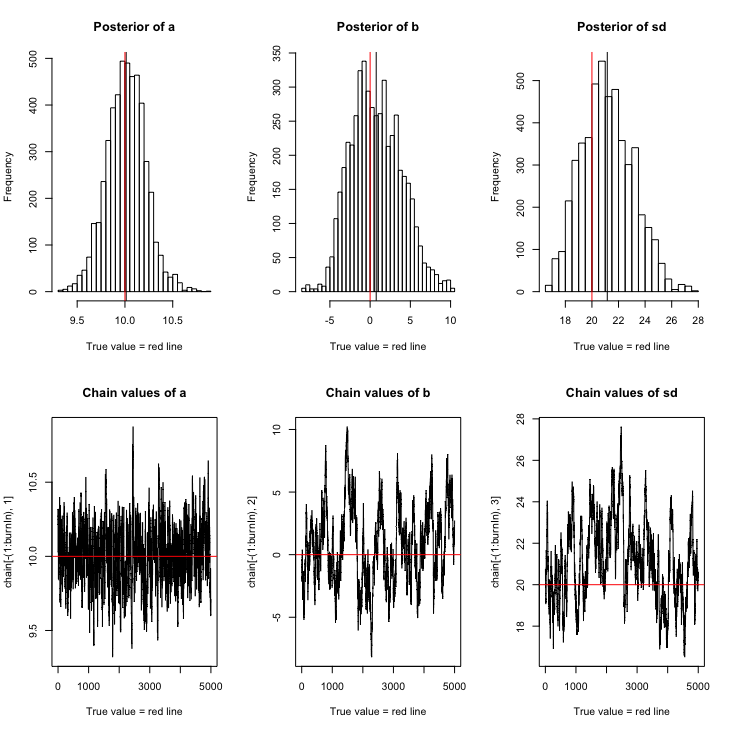 Posterior of a
Frequency
0 100 200 300 400 500
9.5 10.0 10.5
True value = red line
Posterior of b
Frequency
0 50 100 150 200 250 300 350
-5 0 5 10
True value = red line
Posterior of sd
Frequency
0 100 200 300 400 500
18 20 22 24 26 28
True value = red line
Chain values of a
chain[-(1:burnIn), 1]
9.5 10.0 10.5
0 1000 3000 5000
True value = red line
Chain values of b
chain[-(1:burnIn), 2]
-5 0 5 10
0 1000 3000 5000
True value = red line
Chain values of sd
chain[-(1:burnIn), 3]
18 20 22 24 26 28
0 1000 3000 5000
True value = red line